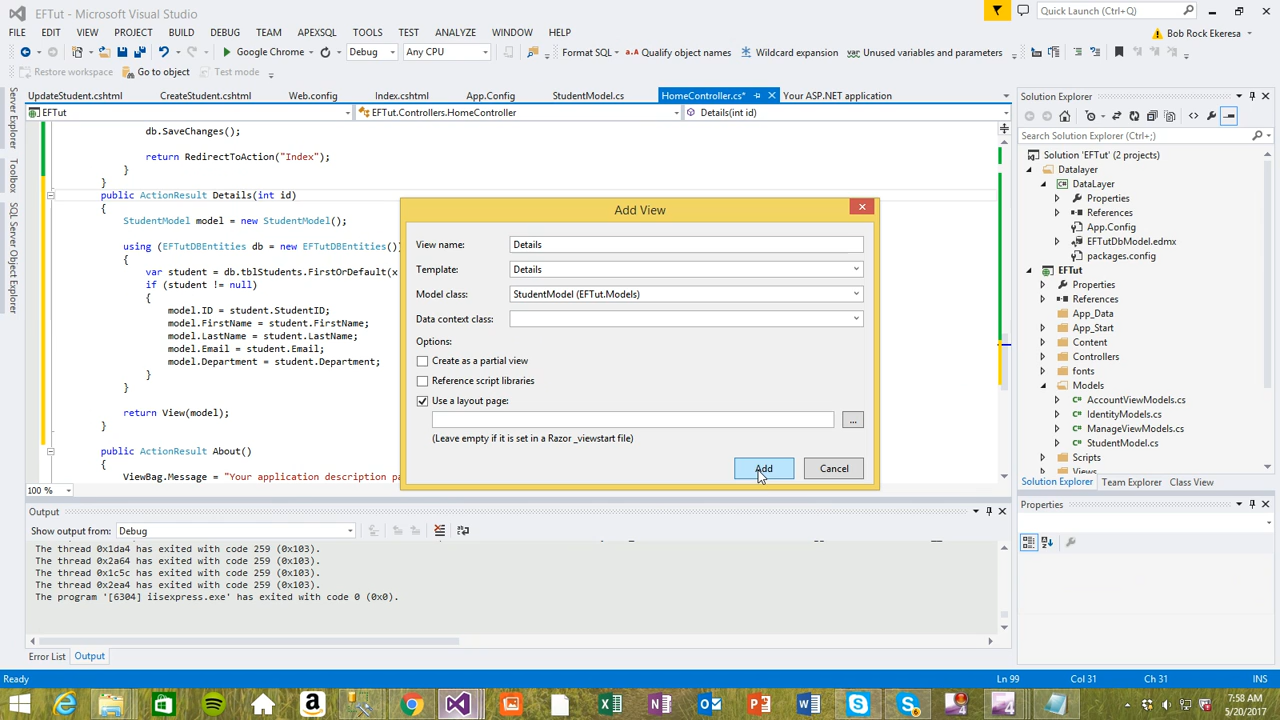 EFTut - Microsoft Visual Studio
Quick Launch (Ctrl+Q)
FILE EDIT VIEW PROJECT BUILD DEBUG TEAM APEXSQL TOOLS TEST ANALYZE WINDOW HELP
Bob Rock Ekeresa
Google Chrome Debug Any CPU Format SQL Qualify object names Wildcard expansion Unused variables and parameters
Restore workspace Go to object Test mode
UpdateStudent.cshtml CreateStudent.cshtml Web.config Index.cshtml App.Config StudentModel.cs HomeController.cs* Your ASP.NET application
EFTut EFTut.Controllers.HomeController Details(int id)
Server Explorer
Toolbox
SQL Server Object Explorer
db.SaveChanges();
return RedirectToAction("Index");
}
}
public ActionResult Details(int id)
{
StudentModel model = new StudentModel();
using (EFTutDBEntities db = new EFTutDBEntities()
{
var student = db.tblStudents.FirstOrDefault(x
if (student != null)
{
model.ID = student.StudentID;
model.FirstName = student.FirstName;
model.LastName = student.LastName;
model.Email = student.Email;
model.Department = student.Department;
}
}
return View(model);
}
public ActionResult About()
{
ViewBag.Message = "Your application description pa
100 %
Add View
View name: Details
Template: Details
Model class: StudentModel (EFTut.Models)
Data context class:
Options:
Create as a partial view
Reference script libraries
Use a layout page:
...
(Leave empty if it is set in a Razor _viewstart file)
Add Cancel
Solution Explorer
Search Solution Explorer (Ctrl+;)
Solution 'EFTut' (2 projects)
Datalayer
DataLayer
Properties
References
App.Config
EFTutDbModel.edmx
packages.config
EFTut
Properties
References
App_Data
App_Start
Content
Controllers
fonts
Models
AccountViewModels.cs
IdentityModels.cs
ManageViewModels.cs
StudentModel.cs
Scripts
Views
Solution Explorer Team Explorer Class View
Properties
Output
Show output from: Debug
The thread 0x1da4 has exited with code 259 (0x103).
The thread 0x2a64 has exited with code 259 (0x103).
The thread 0x1c5c has exited with code 259 (0x103).
The thread 0x2ea4 has exited with code 259 (0x103).
The program '[6304] iisexpress.exe' has exited with code 0 (0x0).
Error List Output
Ready Ln 99 Col 31 Ch 31 INS
7:58 AM
5/20/2017